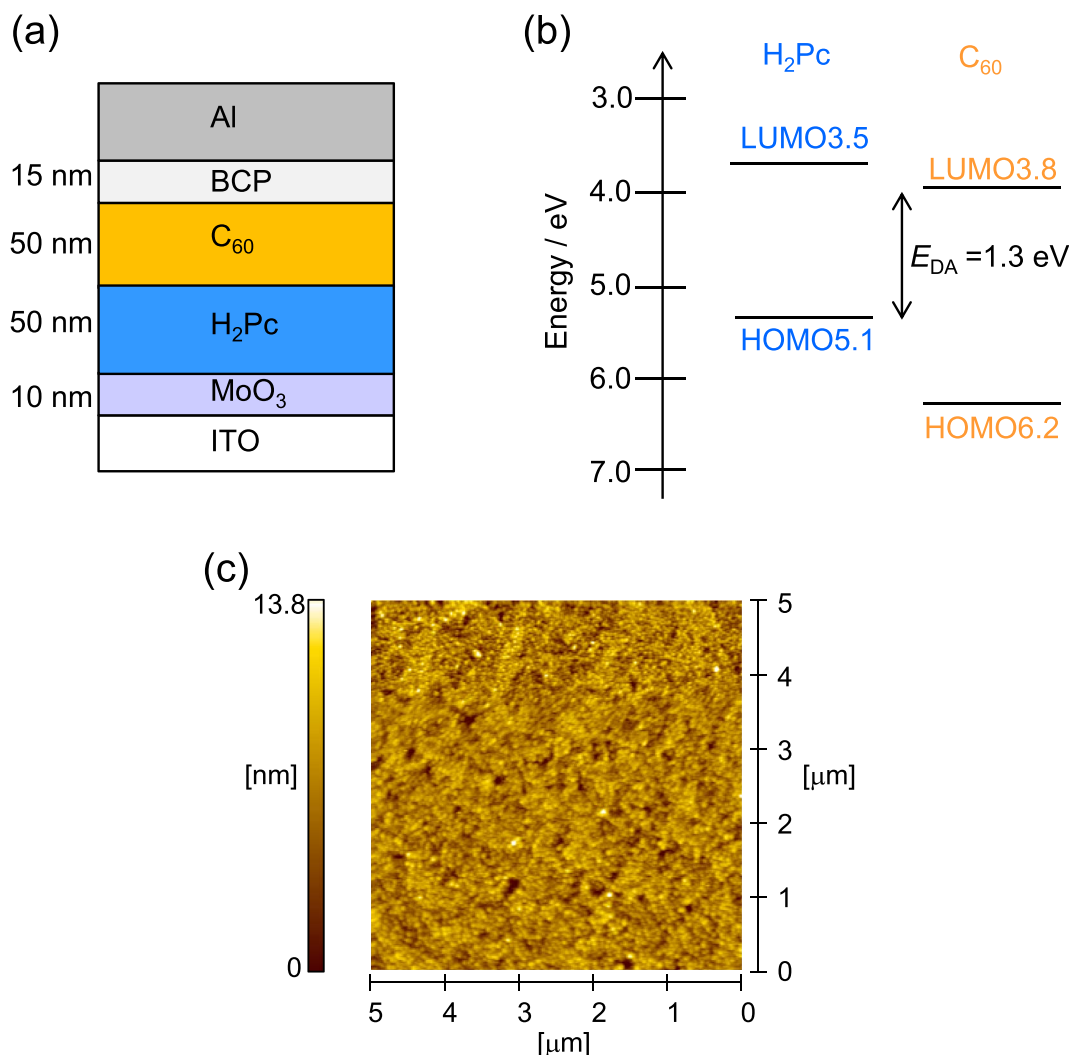 (a)
Al
15 nm
BCP
50 nm
C60
50 nm
H2Pc
10 nm
MoO3
ITO
(b)
H2Pc
C60
Energy / eV
3.0
4.0
5.0
6.0
7.0
LUMO3.5
LUMO3.8
EDA =1.3 eV
HOMO5.1
HOMO6.2
(c)
13.8
[nm]
0
5
4
3
2
1
0
[μm]
5 4 3 2 1 0
[μm]